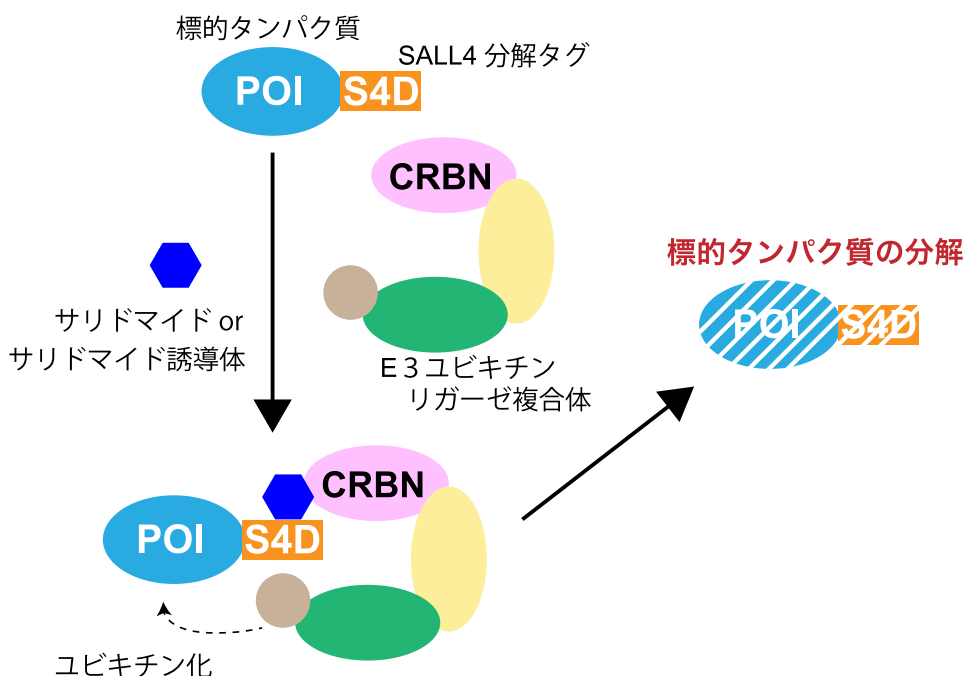 標的タンパク質
SALL4 分解タグ
POI
S4D
CRBN
サリドマイド or
サリドマイド誘導体
E３ユビキチン
リガーゼ複合体
標的タンパク質の分解
POI
S4D
CRBN
POI
S4D
ユビキチン化